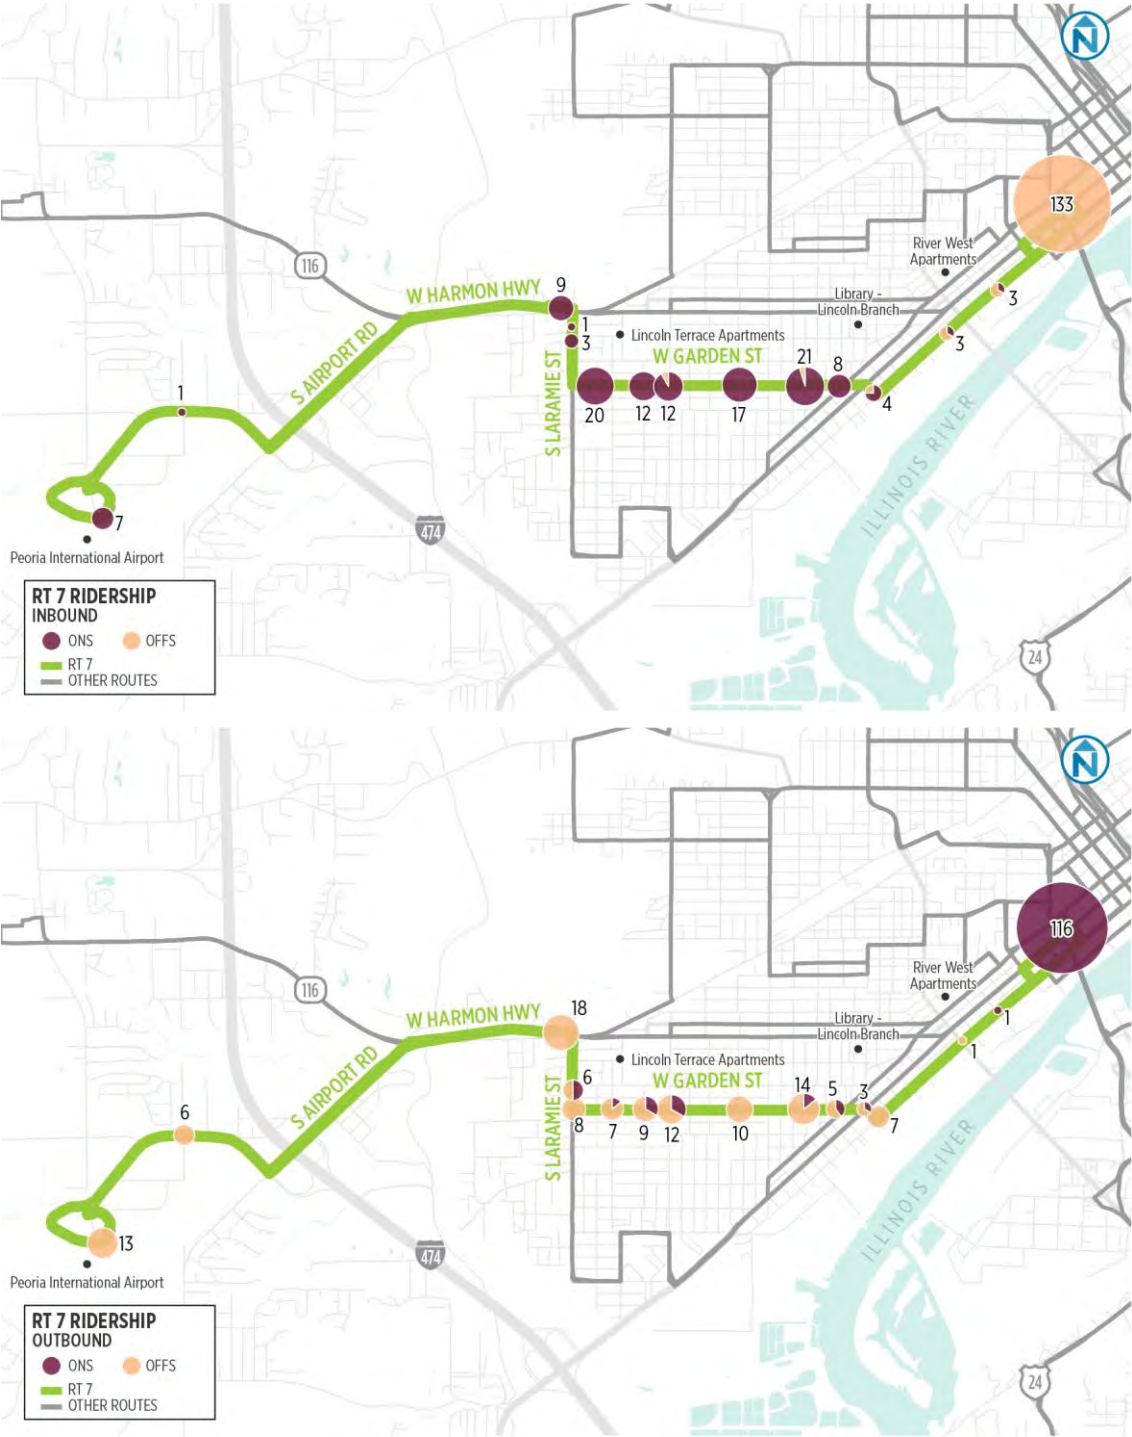 N
133
River West
Apartments
116
W HARMON HWY
9
3
Library -
Lincoln Branch
1
Lincoln Terrace Apartments
3
3
S AIRPORT RD
W GARDEN ST
21
8
1
S LARAMIE ST
20
12
12
17
4
ILLINOIS RIVER
7
474
Peoria International Airport
RT 7 RIDERSHIP
INBOUND
ONS
OFFS
RT 7
OTHER ROUTES
24
N
116
River West
Apartments
116
W HARMON HWY
18
1
Library -
Lincoln Branch
1
Lincoln Terrace Apartments
S AIRPORT RD
6
W GARDEN ST
14
5
3
6
S LARAMIE ST
8
7
9
12
10
7
ILLINOIS RIVER
13
474
Peoria International Airport
RT 7 RIDERSHIP
OUTBOUND
ONS
OFFS
RT 7
OTHER ROUTES
24